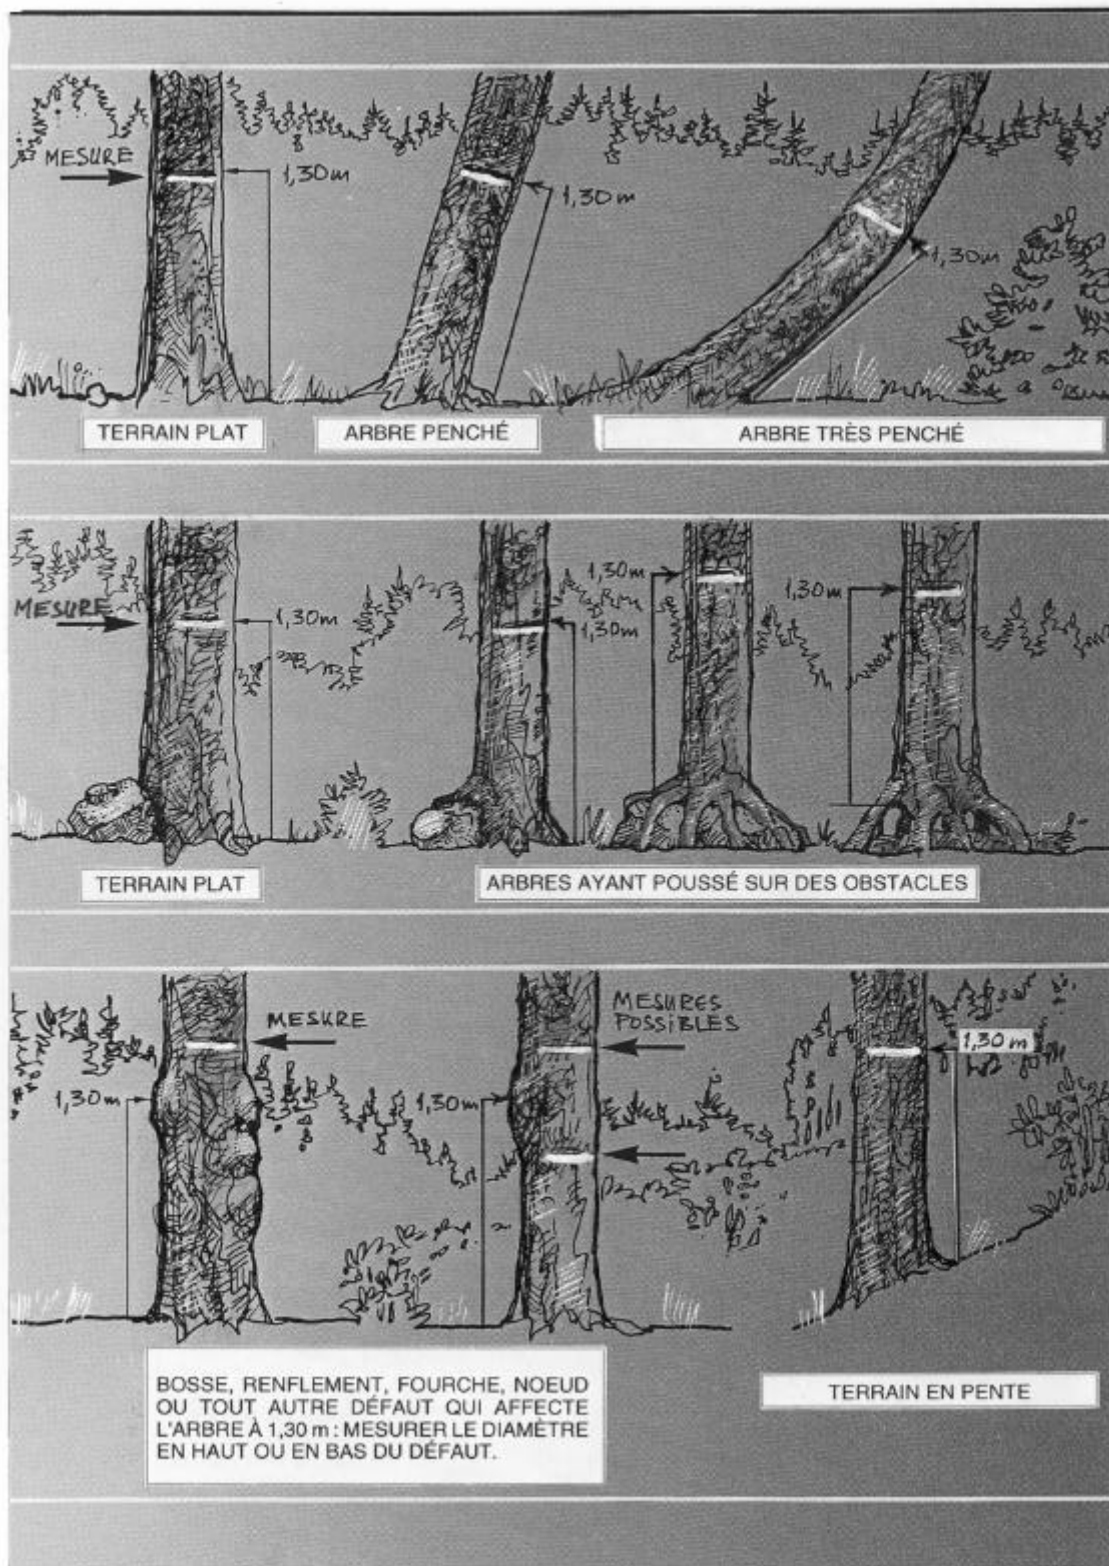 MESURE
1,30m
1,30m
1,30m
TERRAIN PLAT
ARBRE PENCHÉ
ARBRE TRÈS PENCHÉ
MESURE
1,30m
1,30m
1,30m
1,30m
TERRAIN PLAT
ARBRES AYANT POUSSÉ SUR DES OBSTACLES
MESURE
1,30m
MESURES
POSSIBLES
1,30m
1,30 m
BOSSE, RENFLEMENT, FOURCHE, NOEUD
OU TOUT AUTRE DÉFAUT QUI AFFECTE
L'ARBRE À 1,30 m : MESURER LE DIAMÈTRE
EN HAUT OU EN BAS DU DÉFAUT.
TERRAIN EN PENTE